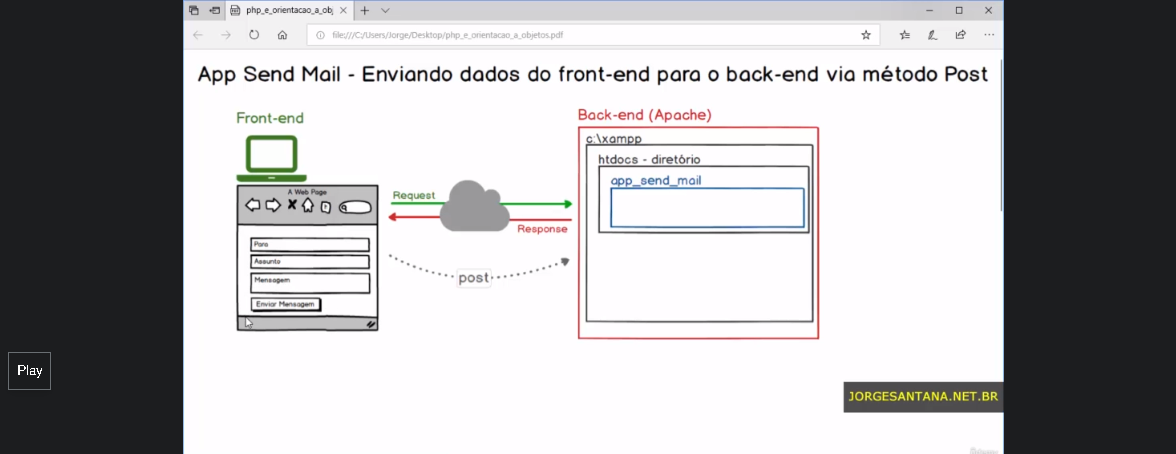 php_e_orientacao_a_obj
file:///C:/Users/Jorge/Desktop/php_e_orientacao_a_objetos.pdf
App Send Mail - Enviando dados do front-end para o back-end via método Post
Front-end
Back-end (Apache)
c:\xampp
htdocs - diretório
app_send_mail
A Web Page
Request
Response
Para
Assunto
Mensagem
Enviar Mensagem
post
Play
JORGESANTANA.NET.BR